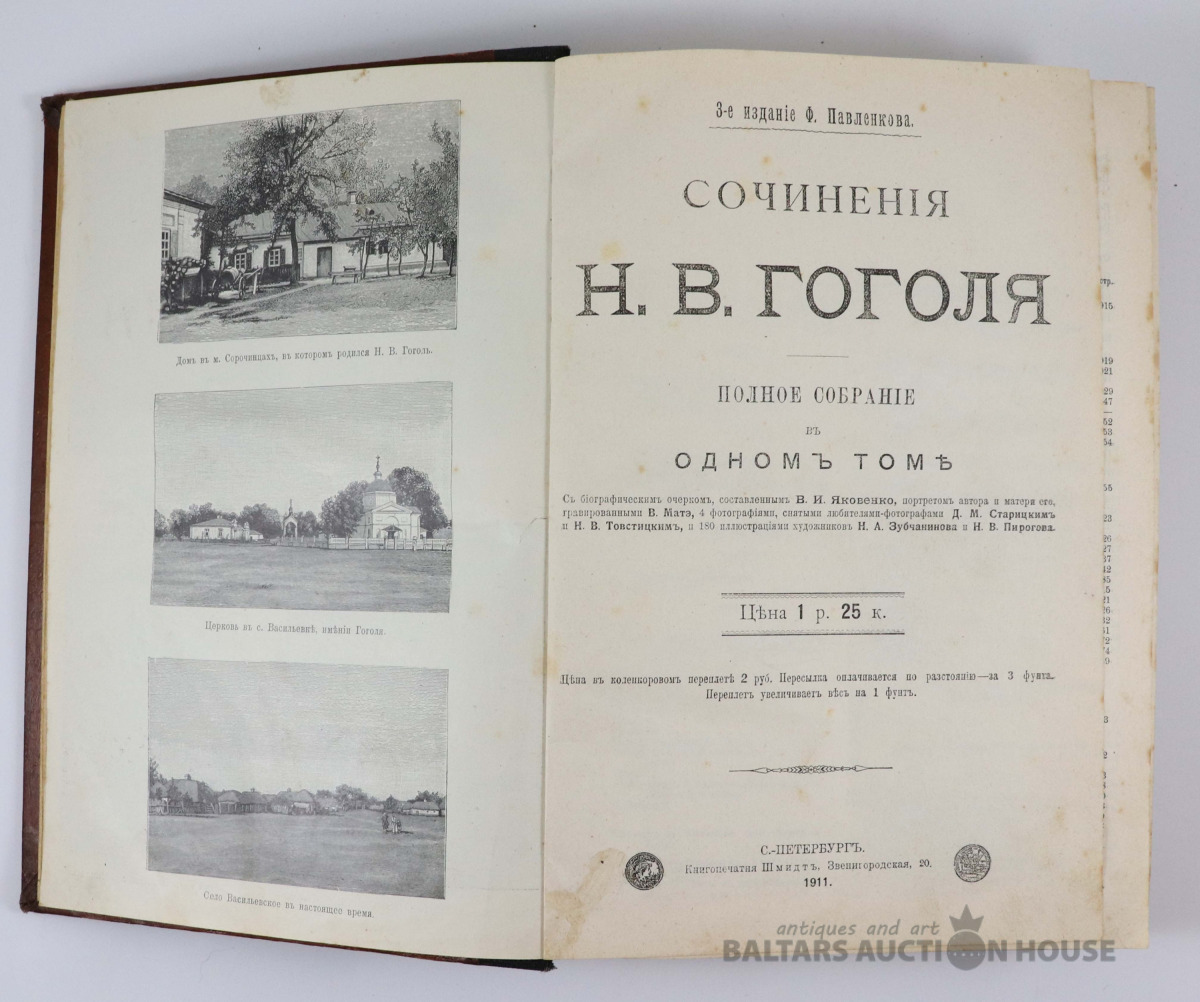 Домъ въ м. Сорочинцахъ, въ которомъ родился Н. В. Гоголь.
Церковь въ с. Васильевкѣ, имѣніи Гоголя.
Село Васильевское въ настоящее время.
3-е изданіе Ф. Павленкова.
СОЧИНЕНІЯ
Н. В. ГОГОЛЯ
ПОЛНОЕ СОБРАНІЕ
ВЪ
ОДНОМЪ ТОМѢ
Съ біографическимъ очеркомъ, составленнымъ В. И. Яковенко, портретомъ автора и матери его,
гравированными В. Матэ, 4 фотографіями, снятыми любителями-фотографами Д. М. Старицкимъ
и Н. В. Товстицкимъ, и 180 иллюстраціями художниковъ Н. А. Зубчанинова и Н. В. Пирогова.
Цѣна 1 р. 25 к.
Цѣна въ коленкоровомъ переплетѣ 2 руб. Пересылка оплачивается по разстоянію—за 3 фунта.
Переплетъ увеличиваетъ вѣсъ на 1 фунтъ.
С.-ПЕТЕРБУРГЪ.
Книгопечатня Шмидтъ, Звенигородская, 20.
1911.
antiques and art
BALTARS AUCTION HOUSE